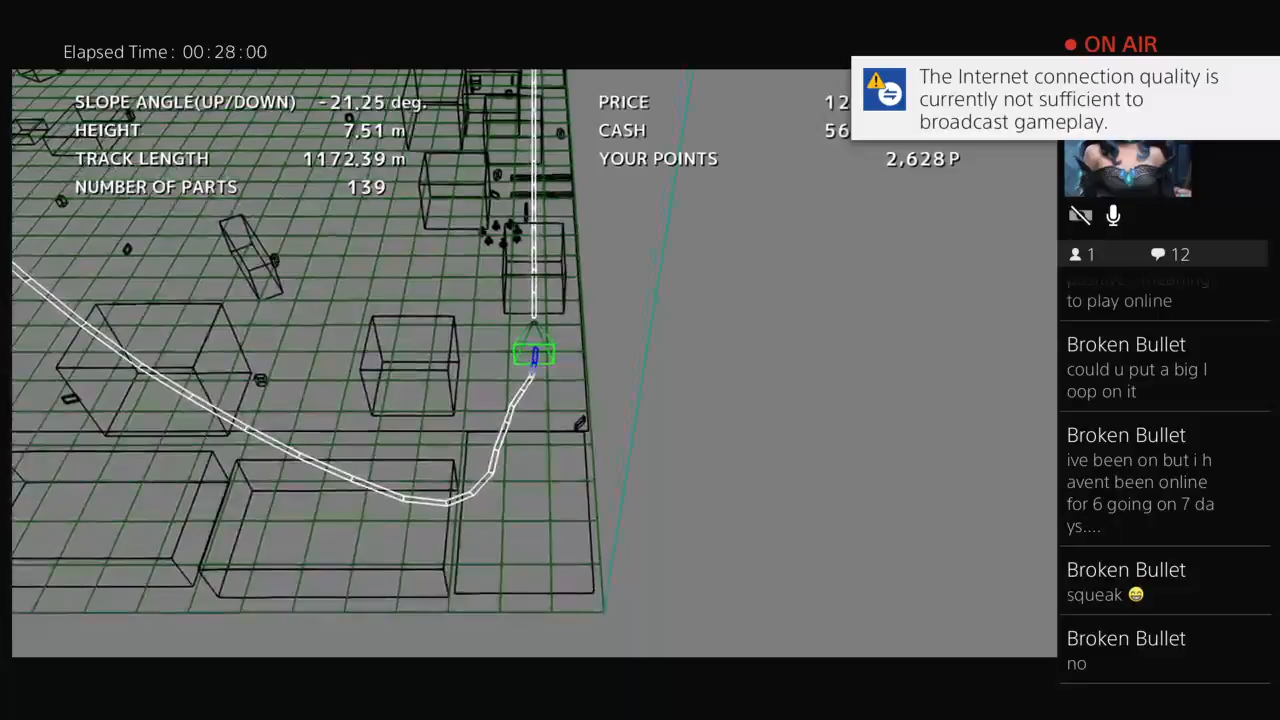 Elapsed Time: 00:28:00
ON AIR
The Internet connection quality is
currently not sufficient to
broadcast gameplay.
SLOPE ANGLE(UP/DOWN) -21.25 deg.
HEIGHT 7.51 m
TRACK LENGTH 1172.39 m
NUMBER OF PARTS 139
PRICE 12
CASH 56
YOUR POINTS 2,628 P
1 12
to play online
Broken Bullet
could u put a big l
oop on it
Broken Bullet
ive been on but i h
avent been online
for 6 going on 7 da
ys....
Broken Bullet
squeak 😁
Broken Bullet
no